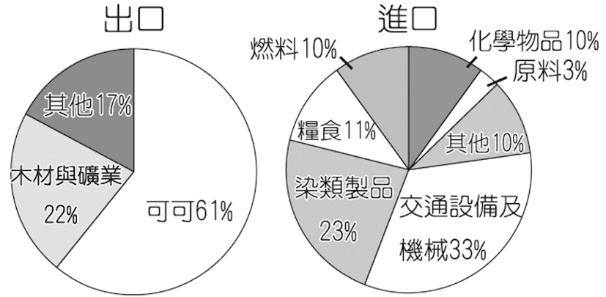 出口
其他17%
木材與礦業
22%
可可61%
進口
化學物品10%
原料3%
其他10%
交通設備及
機械33%
染類製品
23%
糧食11%
燃料10%